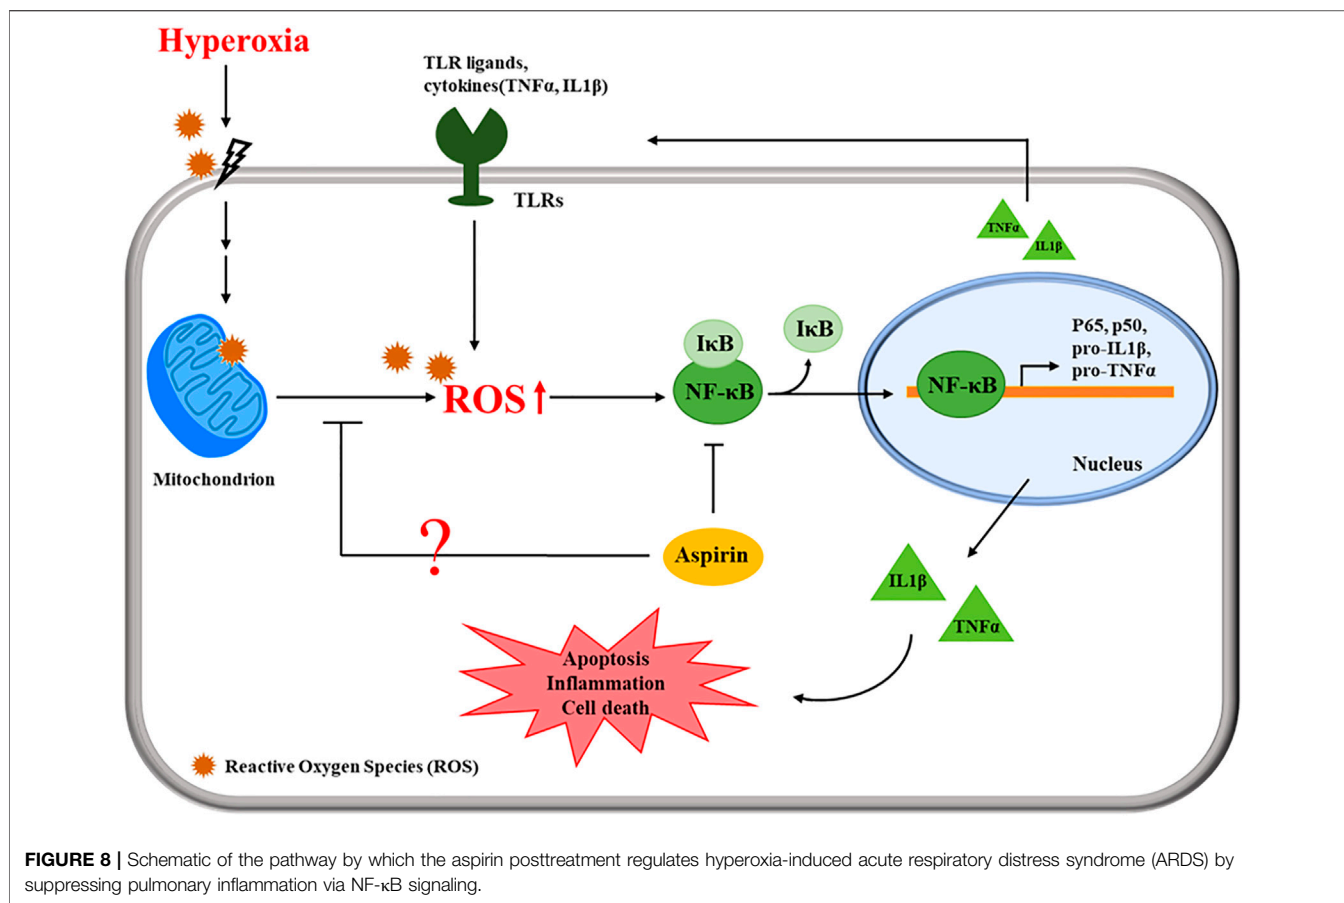 Hyperoxia
TLR ligands,
cytokines(TNFα, IL1β)
TLRs
TNFα
IL1β
IκB
IκB
P65, p50,
pro-IL1β,
pro-TNFα
NF-κB
NF-κB
ROS
Mitochondrion
Nucleus
?
Aspirin
IL1β
TNFα
Apoptosis
Inflammation
Cell death
Reactive Oxygen Species (ROS)
FIGURE 8 | Schematic of the pathway by which the aspirin posttreatment regulates hyperoxia-induced acute respiratory distress syndrome (ARDS) by
suppressing pulmonary inflammation via NF-κB signaling.